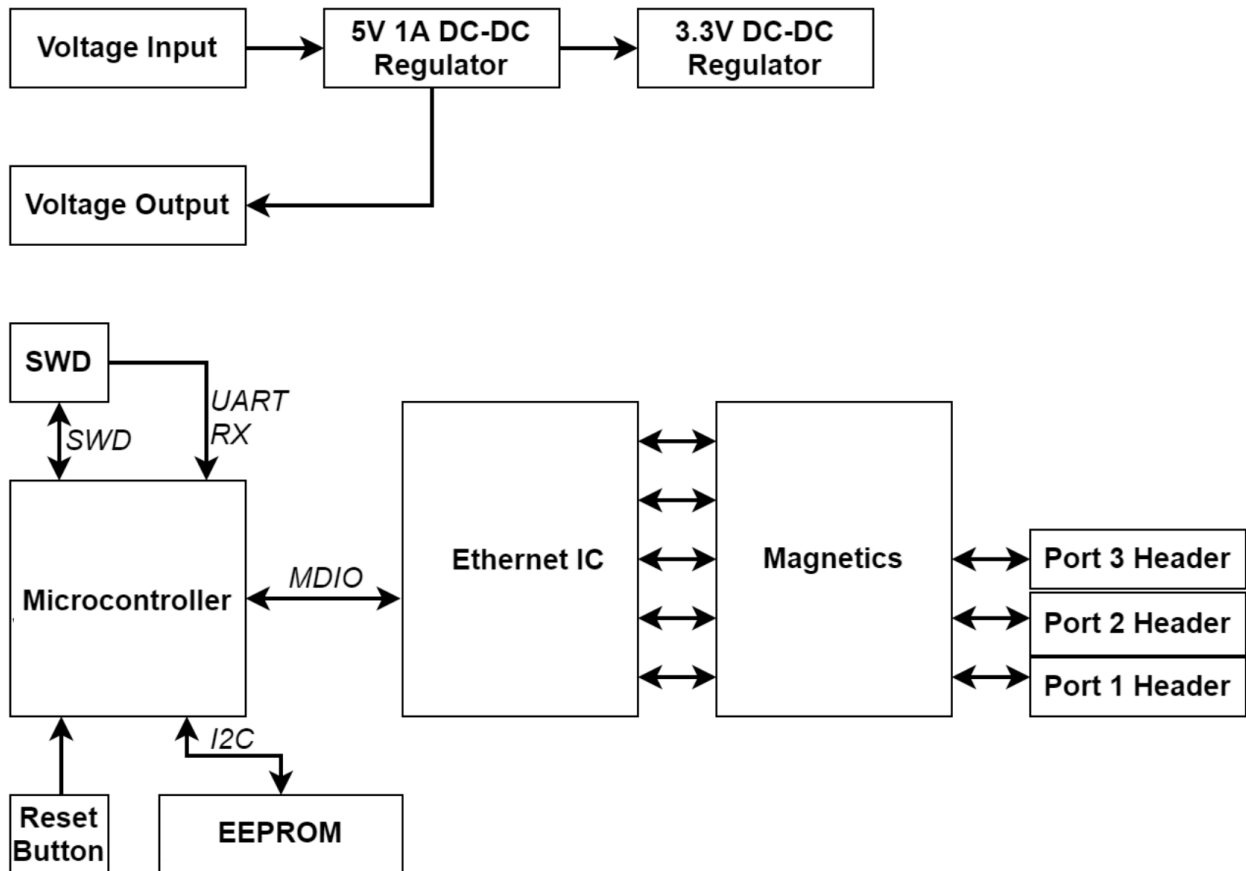 Voltage Input
5V 1A DC-DC
Regulator
3.3V DC-DC
Regulator
Voltage Output
SWD
UART
RX
SWD
Ethernet IC
Magnetics
Port 3 Header
MDIO
Microcontroller
Port 2 Header
Port 1 Header
I2C
Reset
Button
EEPROM